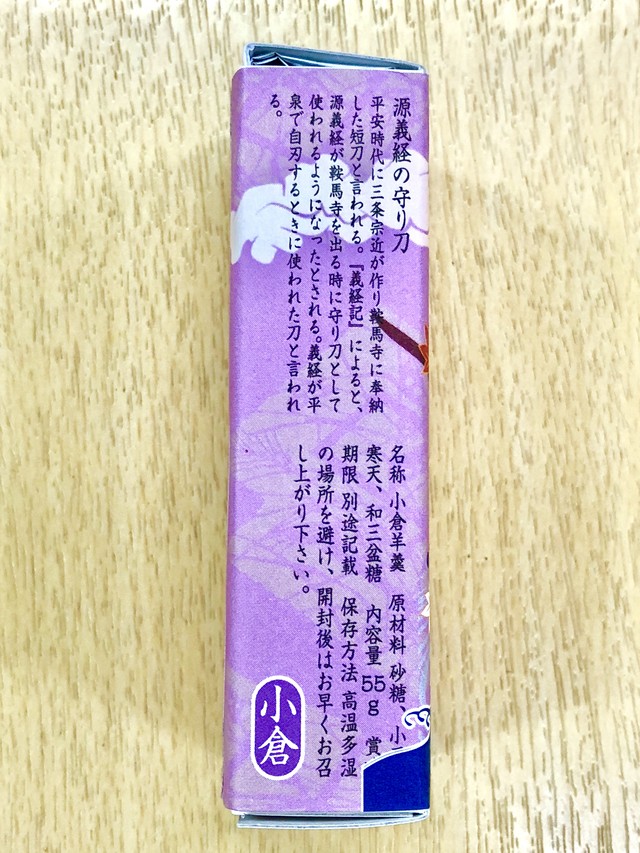 源義経の守り刀
平安時代に三条宗近が作り鞍馬寺に奉納
した短刀と言われる。『義経記』によると、
源義経が鞍馬寺を出る時に守り刀として
使われるようになったとされる。義経が平
泉で自刃するときに使われた刀と言われ
る。
名称 小倉羊羹 原材料 砂糖、小
寒天、和三盆糖 内容量 55g 賞
期限 別途記載 保存方法 高温多湿
の場所を避け、開封後はお早くお召
し上がり下さい。
小倉